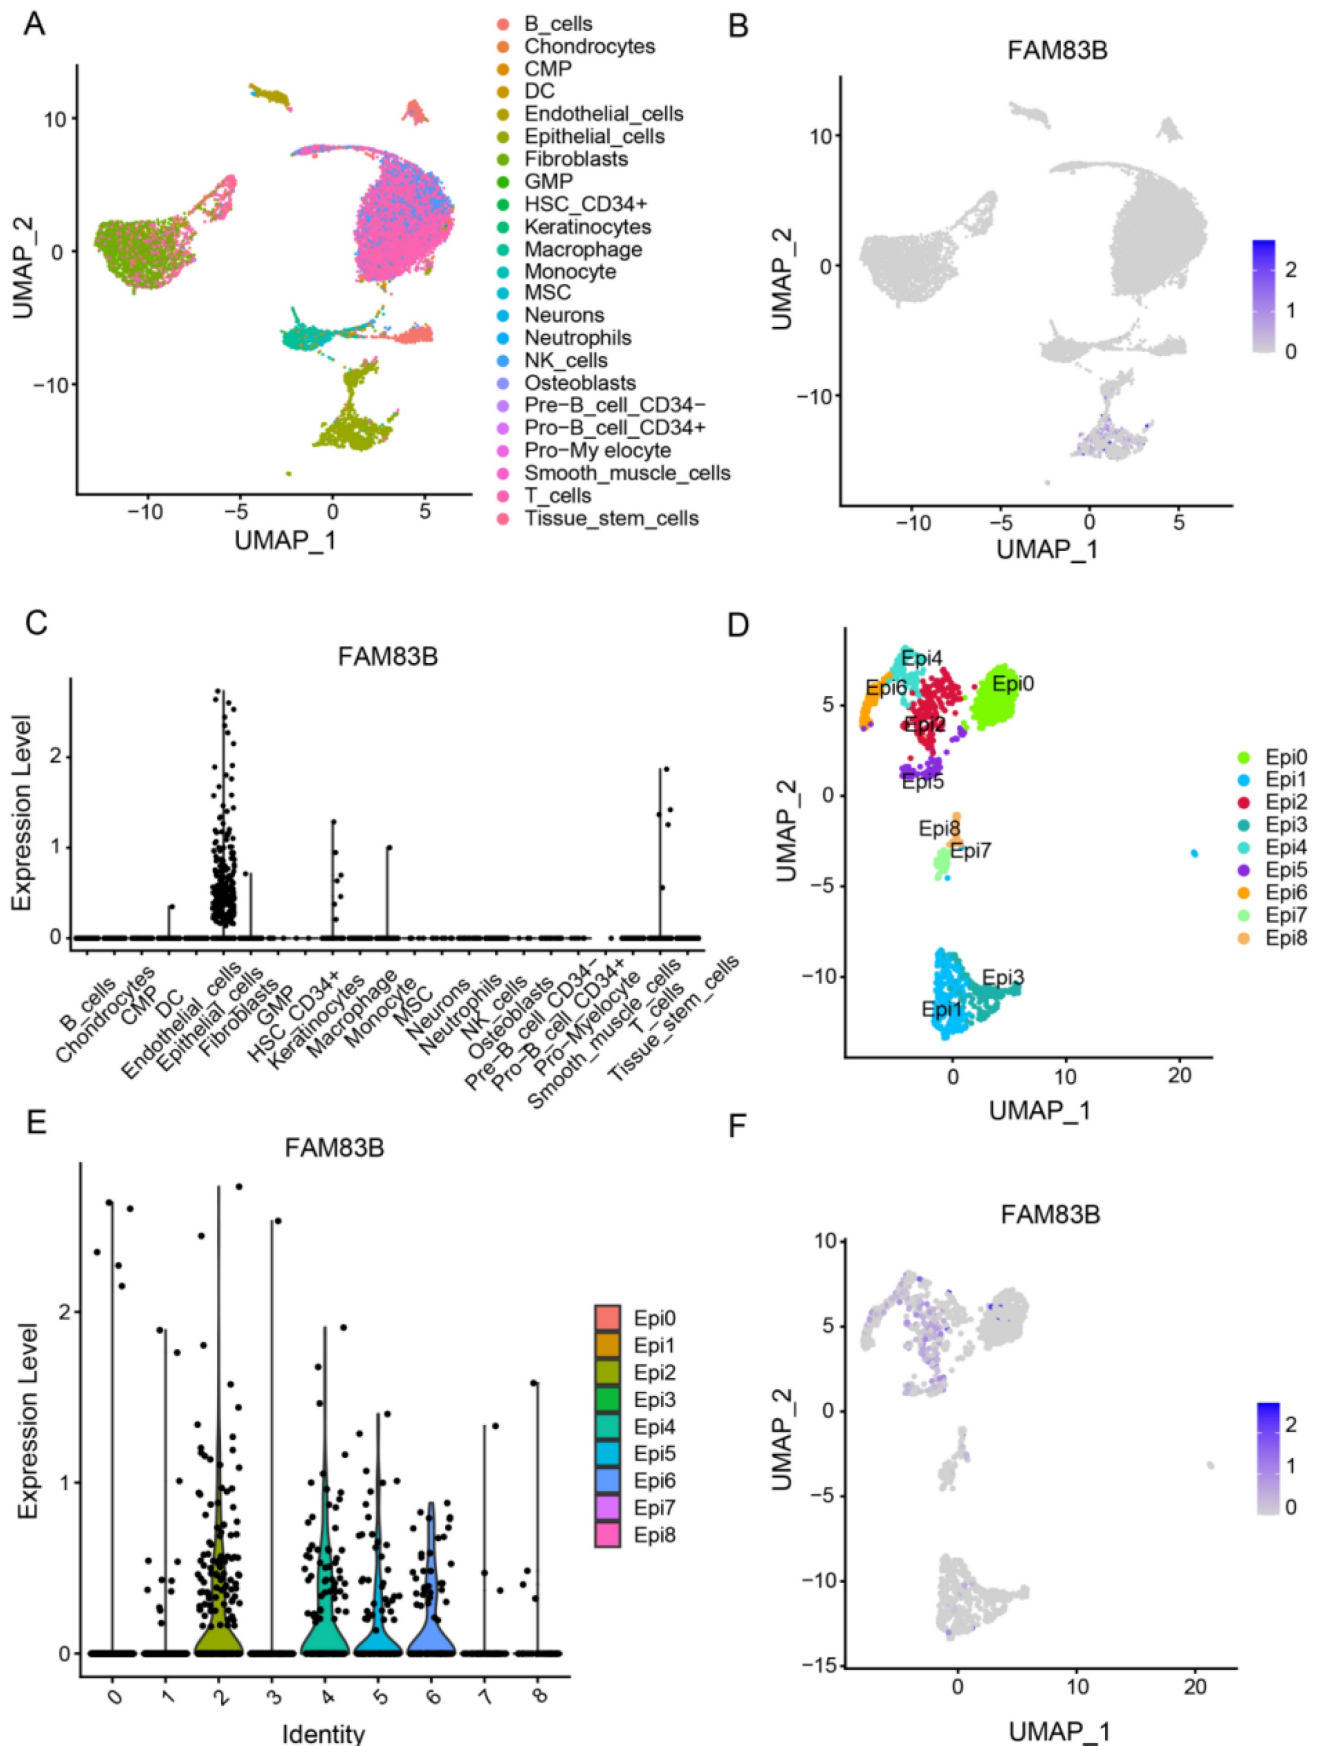 A
B_cells
Chondrocytes
CMP
DC
Endothelial_cells
Epithelial_cells
Fibroblasts
GMP
HSC_CD34+
Keratinocytes
Macrophage
Monocyte
MSC
Neurons
Neutrophils
NK_cells
Osteoblasts
Pre−B_cell_CD34−
Pro−B_cell_CD34+
Pro−My elocyte
Smooth_muscle_cells
T_cells
Tissue_stem_cells
10
0
−10
UMAP_2
−10
−5
0
5
UMAP_1
B
FAM83B
10
0
−10
UMAP_2
−10
−5
0
5
UMAP_1
2
1
0
C
FAM83B
Expression Level
2
1
0
B_cells
Chondrocytes
CMP
DC
Endothelial_cells
Epithelial_cells
Fibroblasts
GMP
HSC_CD34+
Keratinocytes
Macrophage
Monocyte
MSC
Neurons
Neutrophils
NK_cells
Osteoblasts
Pre−B_cell_CD34−
Pro−B_cell_CD34+
Pro−Myelocyte
Smooth_muscle_cells
T_cells
Tissue_stem_cells
D
UMAP_2
5
0
−5
−10
Epi4
Epi6
Epi0
Epi2
Epi5
Epi8
Epi7
Epi3
Epi1
0
10
20
UMAP_1
Epi0
Epi1
Epi2
Epi3
Epi4
Epi5
Epi6
Epi7
Epi8
E
FAM83B
Expression Level
2
1
0
0
1
2
3
4
5
6
7
8
Identity
Epi0
Epi1
Epi2
Epi3
Epi4
Epi5
Epi6
Epi7
Epi8
F
FAM83B
UMAP_2
10
5
0
−5
−10
−15
0
10
20
UMAP_1
2
1
0